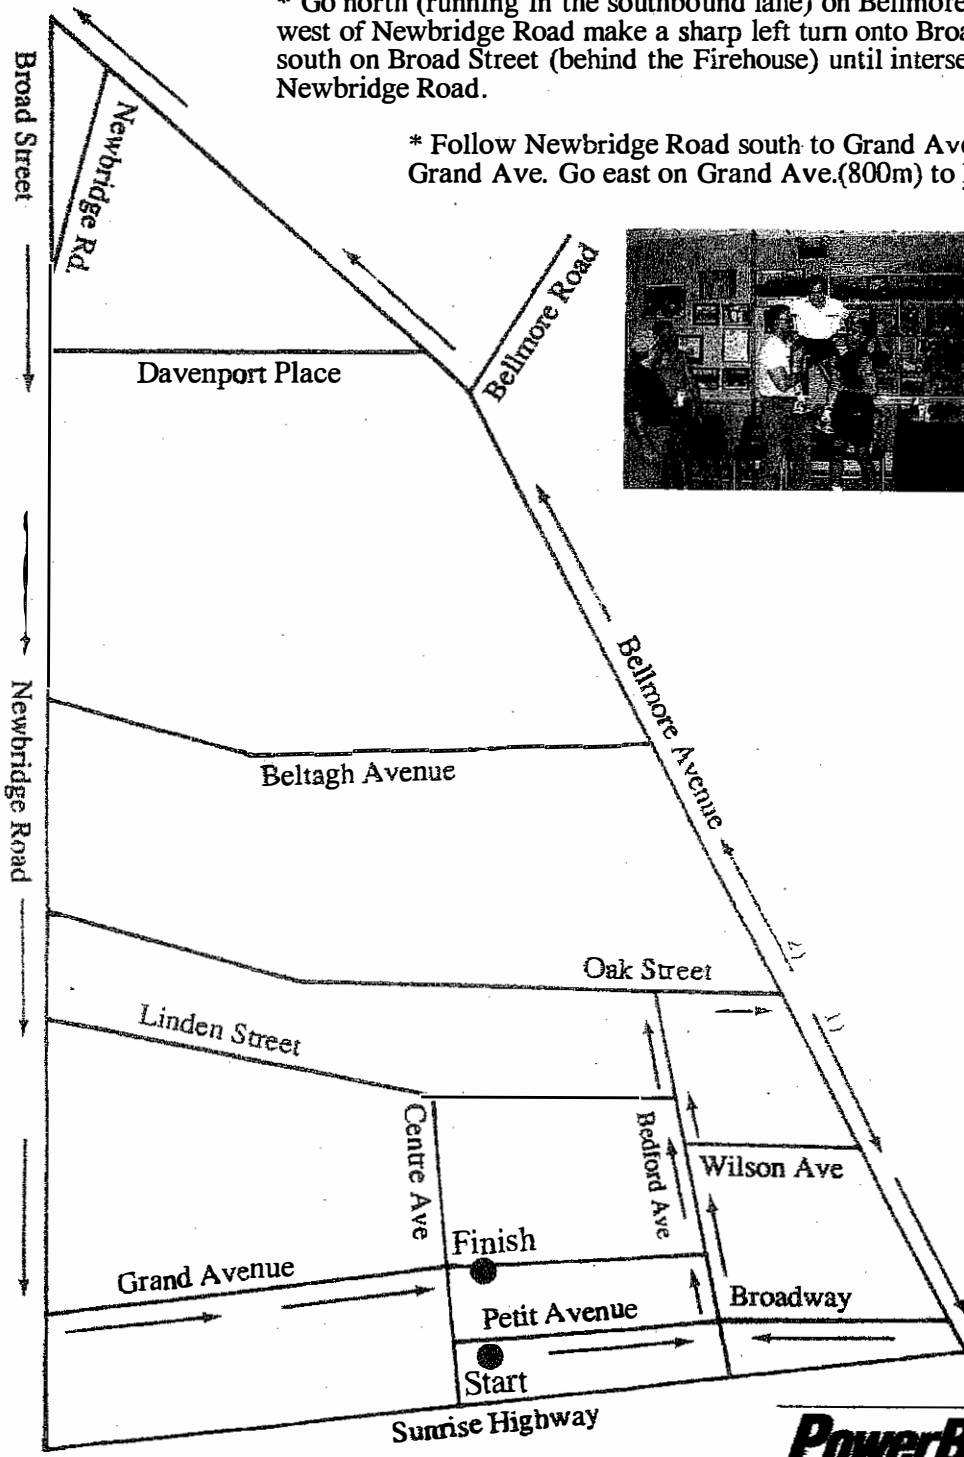 * Go north (running in the southbound lane) on Bellmore
west of Newbridge Road make a sharp left turn onto Broa
south on Broad Street (behind the Firehouse) until interse
Newbridge Road.
* Follow Newbridge Road south to Grand Ave
Grand Ave. Go east on Grand Ave.(800m) to
Broad Street
Newbridge Rd.
Bellmore Road
Davenport Place
Bellmore Avenue
Newbridge Road
Beltagh Avenue
2)
Oak Street
1)
Linden Street
Centre Ave
Bedford Ave
Wilson Ave
Finish
Grand Avenue
Petit Avenue
Broadway
Start
Sunrise Highway
PowerB